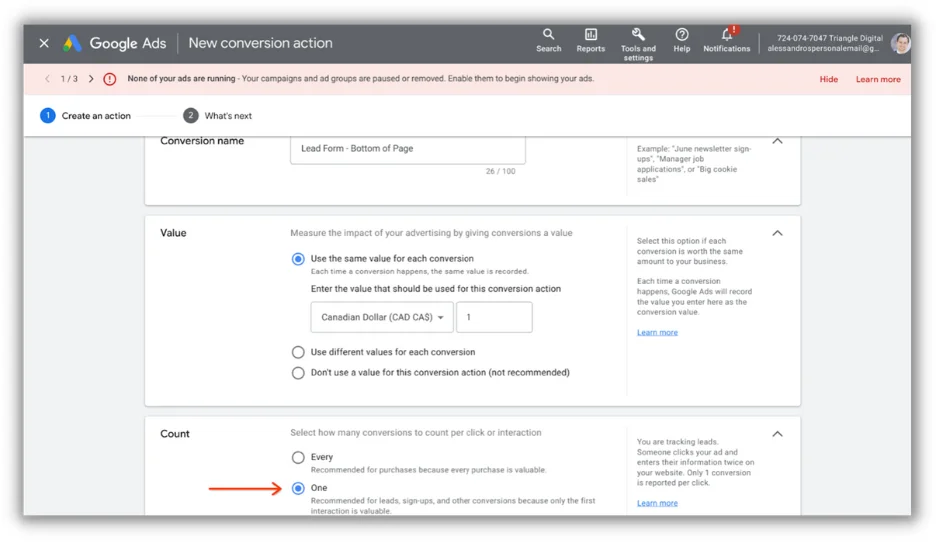 Google Ads
New conversion action
Search
Reports
Tools and
settings
Help
Notifications
!
724-074-7047 Triangle Digital
alessandrospersonalemail@g...
1 / 3
None of your ads are running - Your campaigns and ad groups are paused or removed. Enable them to begin showing your ads.
Hide
Learn more
1 Create an action
2 What's next
Conversion name
Lead Form - Bottom of Page
26 / 100
Example: "June newsletter sign-
ups", "Manager job
applications", or "Big cookie
sales"
Value
Measure the impact of your advertising by giving conversions a value
Use the same value for each conversion
Each time a conversion happens, the same value is recorded.
Enter the value that should be used for this conversion action
Canadian Dollar (CAD CA$)
1
Use different values for each conversion
Don't use a value for this conversion action (not recommended)
Select this option if each
conversion is worth the same
amount to your business.
Each time a conversion
happens, Google Ads will record
the value you enter here as the
conversion value.
Learn more
Count
Select how many conversions to count per click or interaction
Every
Recommended for purchases because every purchase is valuable.
One
Recommended for leads, sign-ups, and other conversions because only the first
interaction is valuable.
You are tracking leads.
Someone clicks your ad and
enters their information twice on
your website. Only 1 conversion
is reported per click.
Learn more